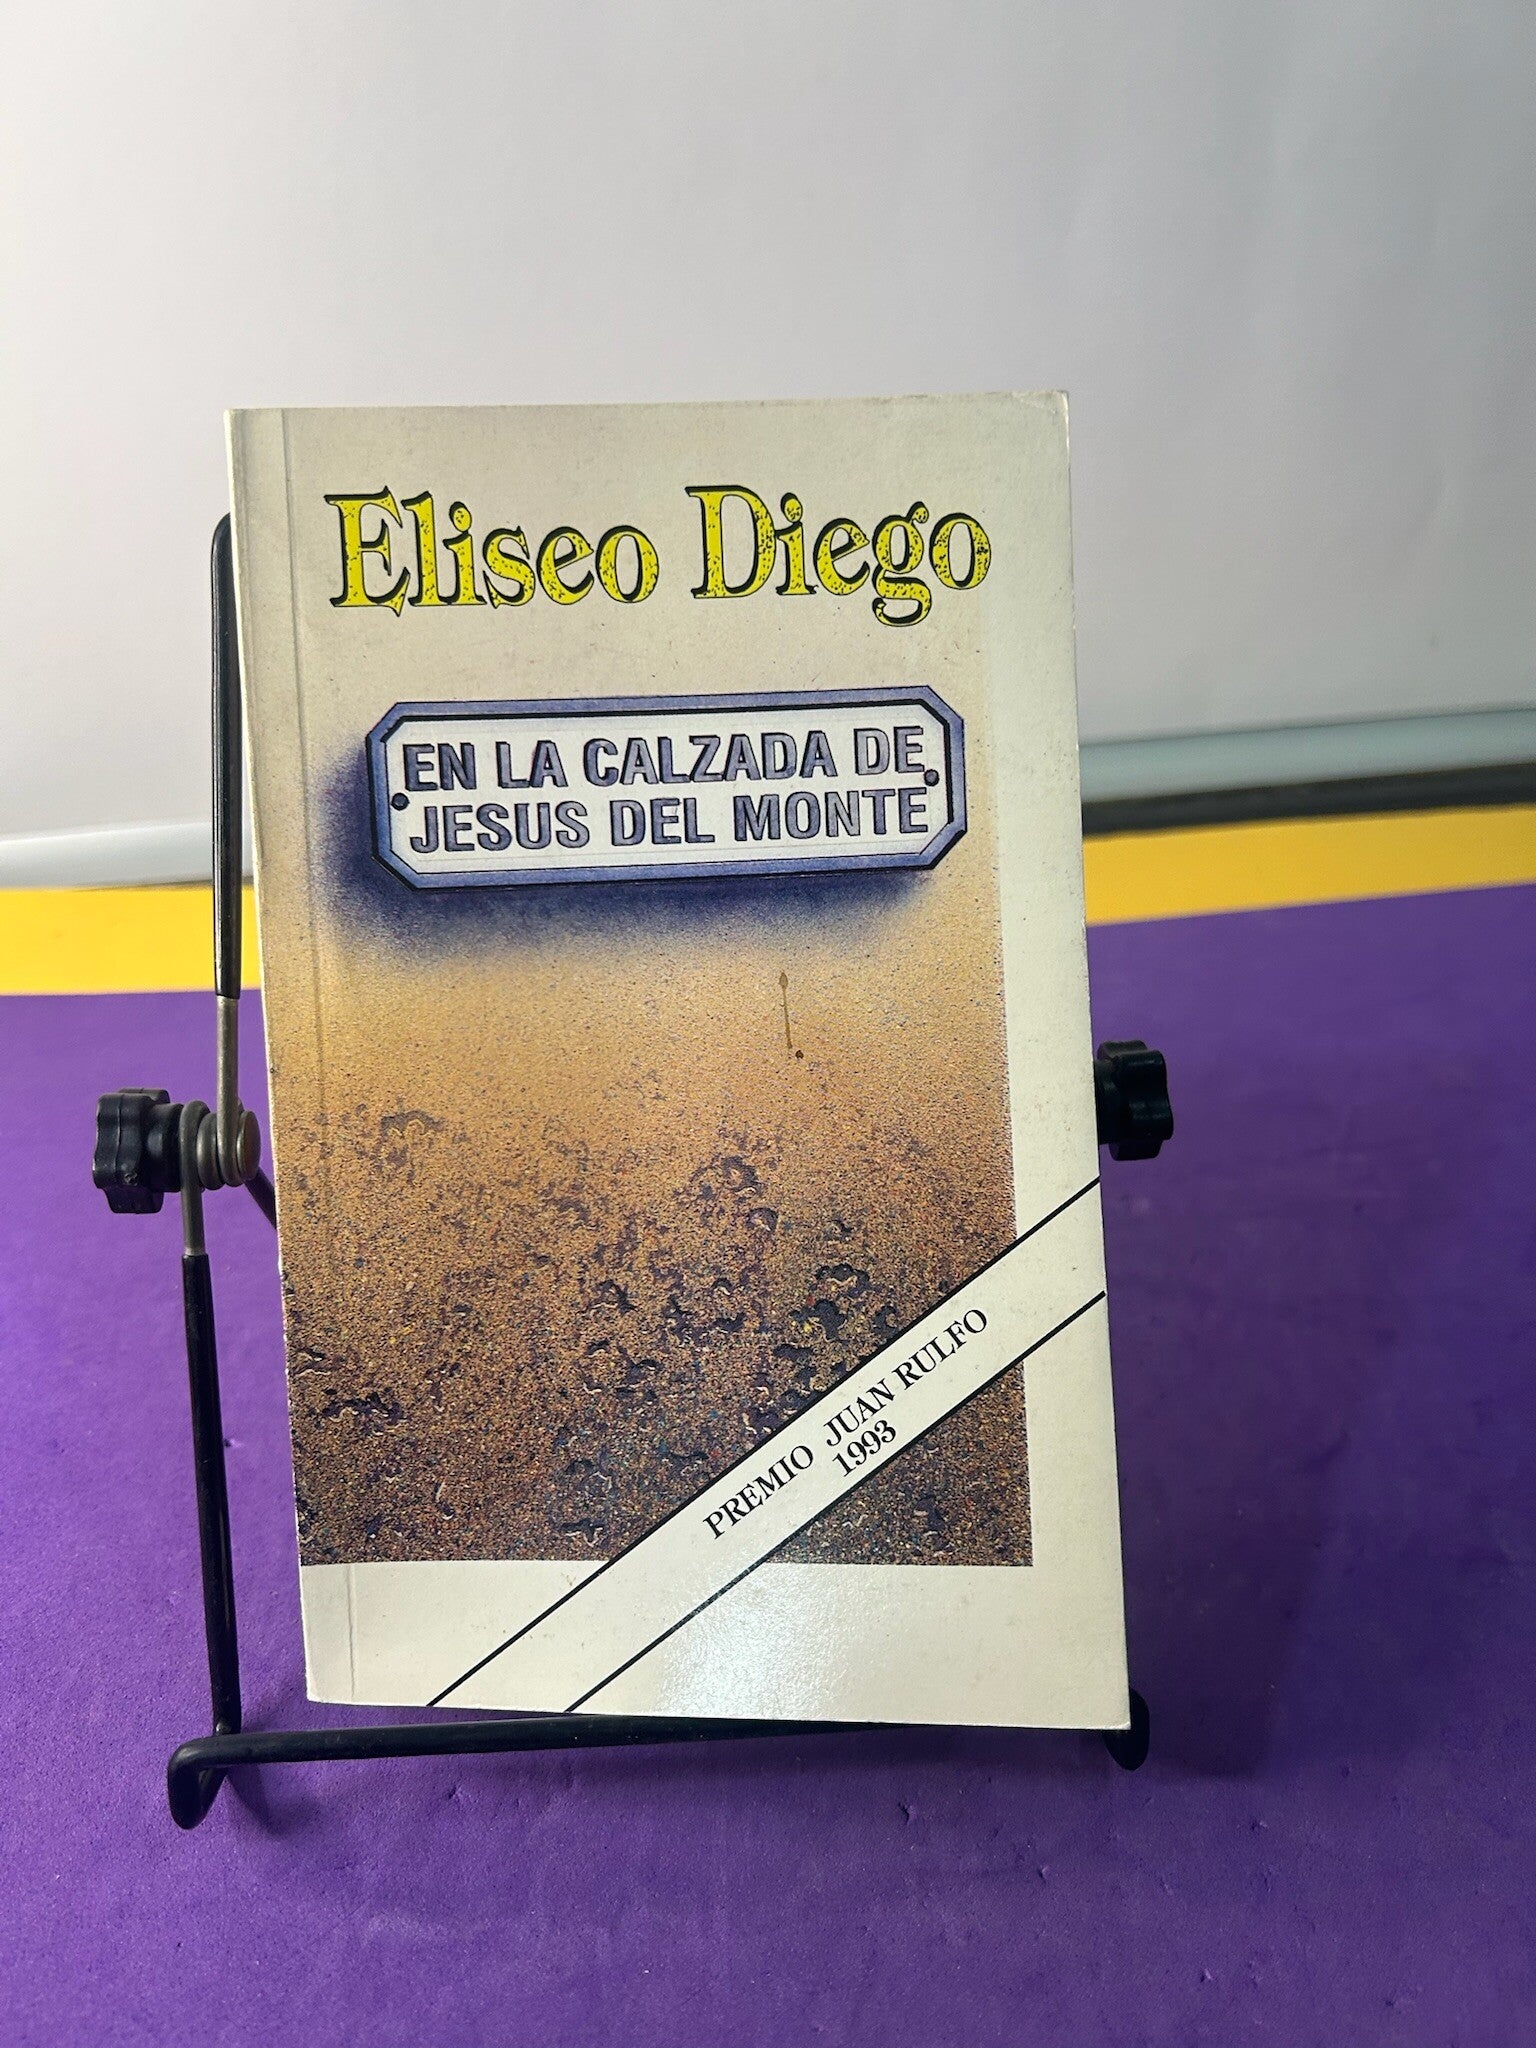 Eliseo Diego
EN LA CALZADA DE
JESUS DEL MONTE
PREMIO JUAN RULFO
1993